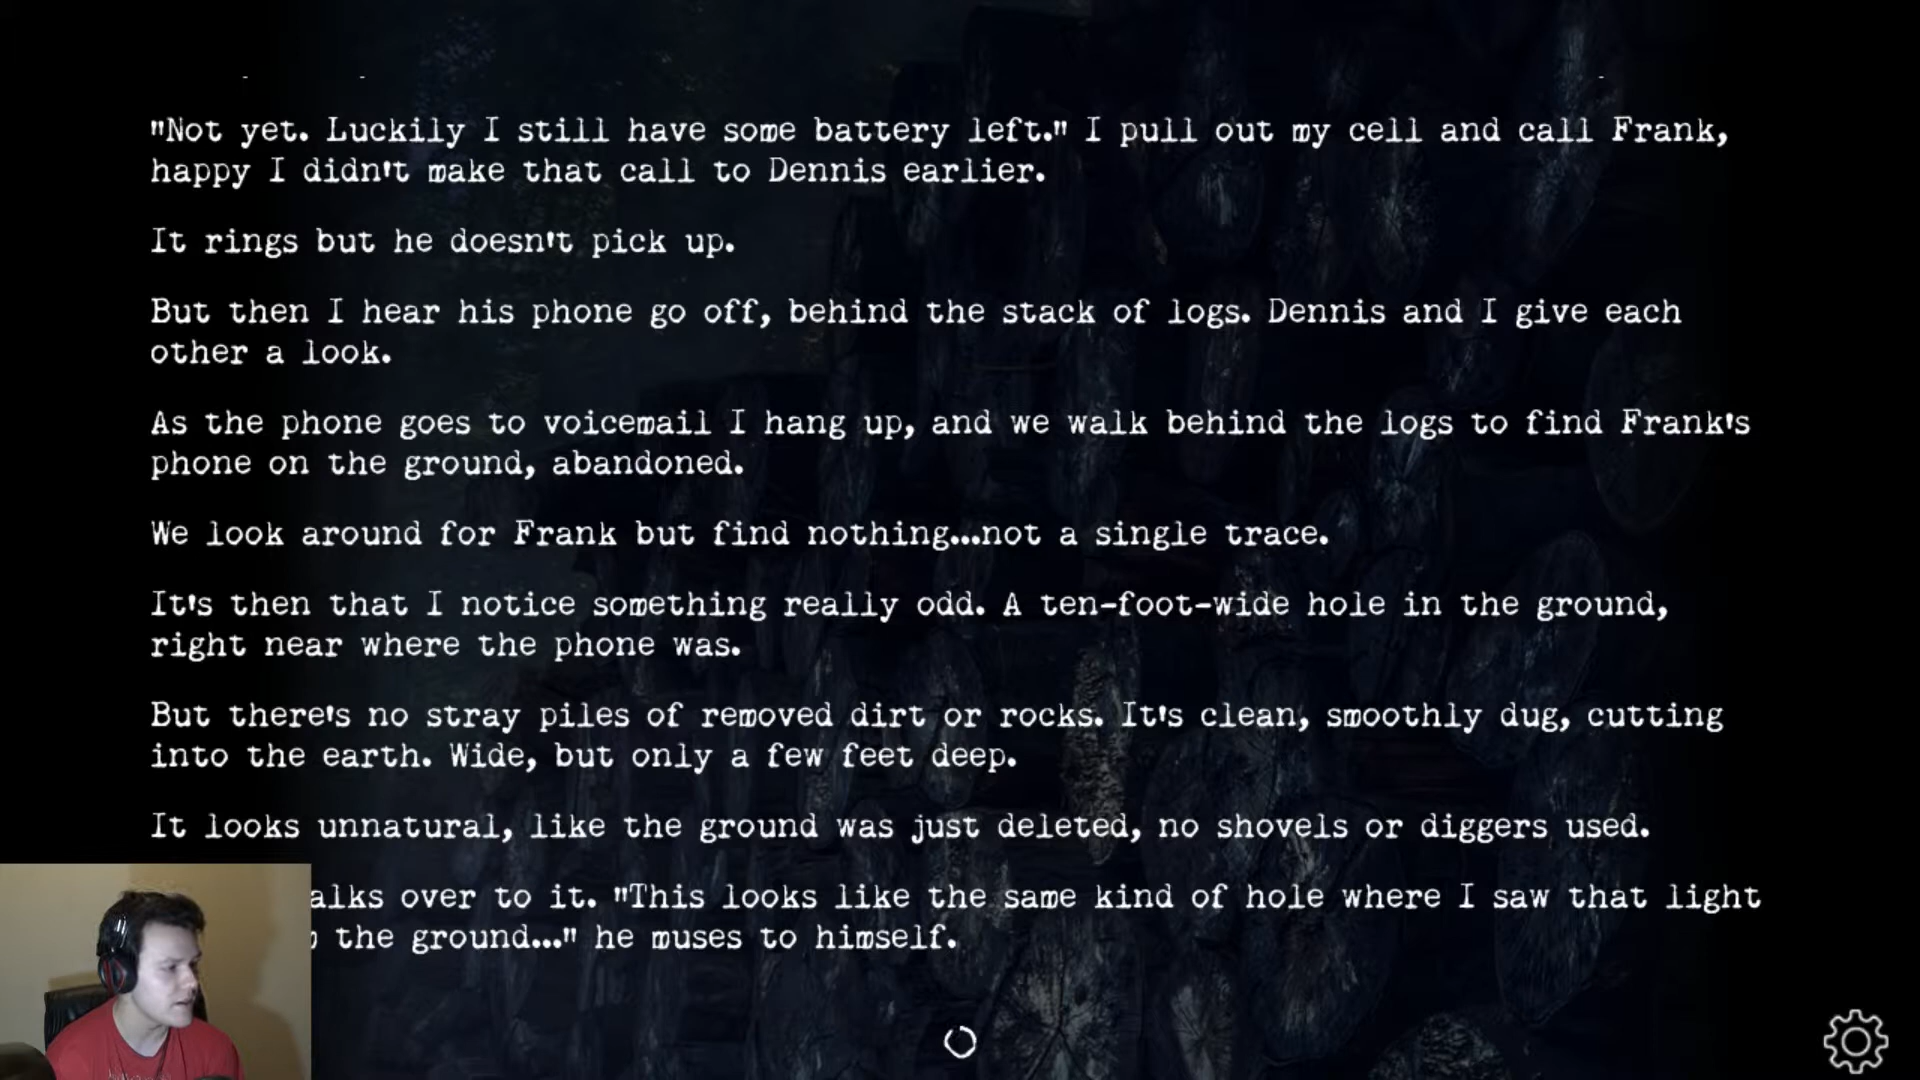 "Not yet. Luckily I still have some battery left." I pull out my cell and call Frank,
happy I didn't make that call to Dennis earlier.
It rings but he doesn't pick up.
But then I hear his phone go off, behind the stack of logs. Dennis and I give each
other a look.
As the phone goes to voicemail I hang up, and we walk behind the logs to find Frank's
phone on the ground, abandoned.
We look around for Frank but find nothing...not a single trace.
It's then that I notice something really odd. A ten-foot-wide hole in the ground,
right near where the phone was.
But there's no stray piles of removed dirt or rocks. It's clean, smoothly dug, cutting
into the earth. Wide, but only a few feet deep.
It looks unnatural, like the ground was just deleted, no shovels or diggers used.
alks over to it. "This looks like the same kind of hole where I saw that light
the ground..." he muses to himself.